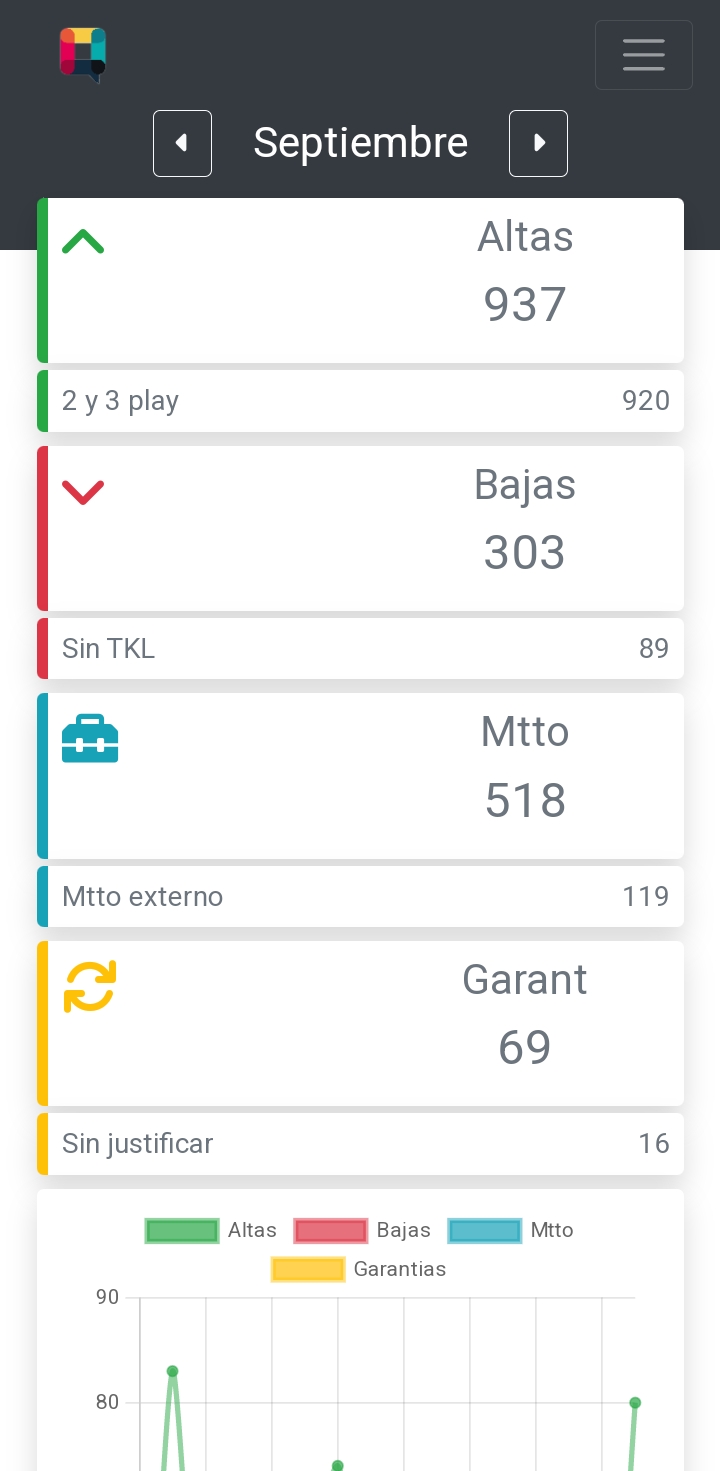 Septiembre
Altas
937
2 y 3 play 920
Bajas
303
Sin TKL 89
Mtto
518
Mtto externo 119
Garant
69
Sin justificar 16
Altas Bajas Mtto
Garantias
90
80